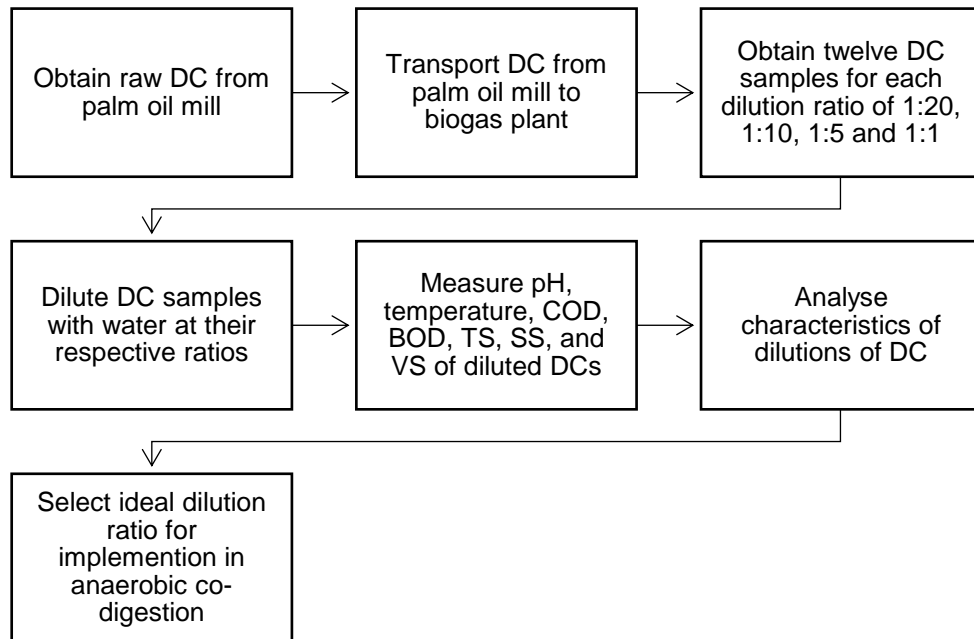 Obtain raw DC from
palm oil mill
Transport DC from
palm oil mill to
biogas plant
Obtain twelve DC
samples for each
dilution ratio of 1:20,
1:10, 1:5 and 1:1
Dilute DC samples
with water at their
respective ratios
Measure pH,
temperature, COD,
BOD, TS, SS, and
VS of diluted DCs
Analyse
characteristics of
dilutions of DC
Select ideal dilution
ratio for
implemention in
anaerobic co-
digestion